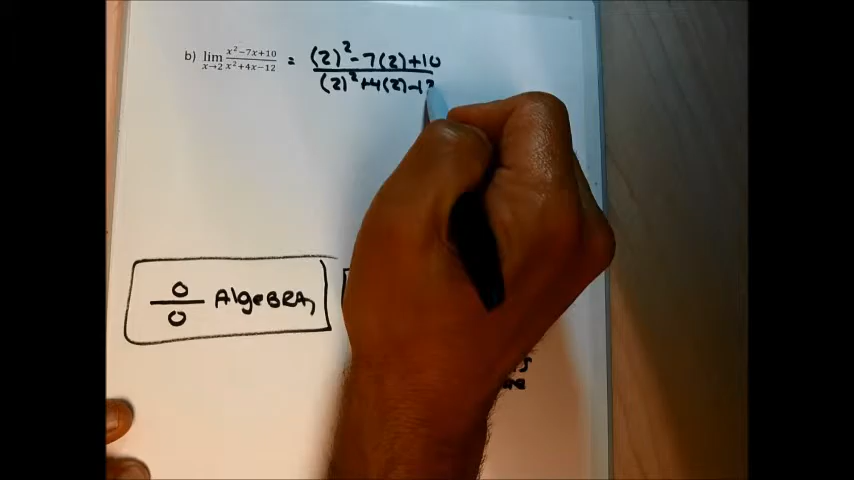 b) lim x→2 x²-7x+10 / x²+4x-12 = (2)²-7(2)+10 / (2)²+4(2)-12
0/0 AlgeBRA